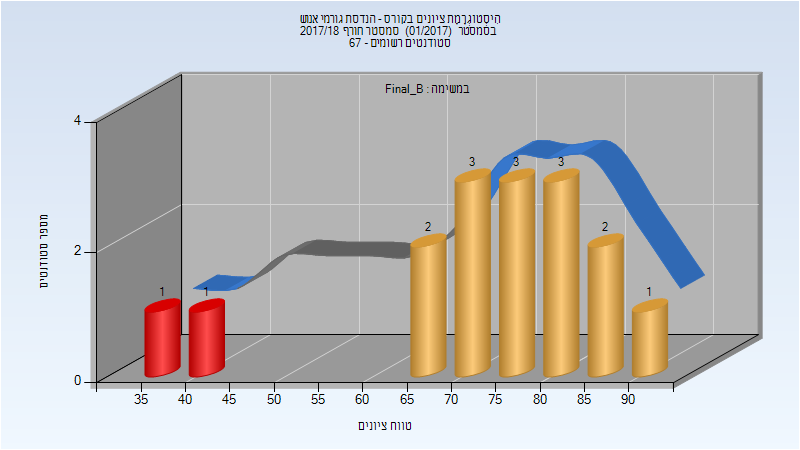 היסטוגרמת ציונים בקורס - הנדסת גורמי אנוש
בסמסטר (01/2017) סמסטר חורף 2017/18
סטודנטים רשומים - 67
במשימה : Final_B
מספר סטודנטים
4
2
0
1
1
2
3
3
3
2
1
35 40 45 50 55 60 65 70 75 80 85 90
טווח ציונים